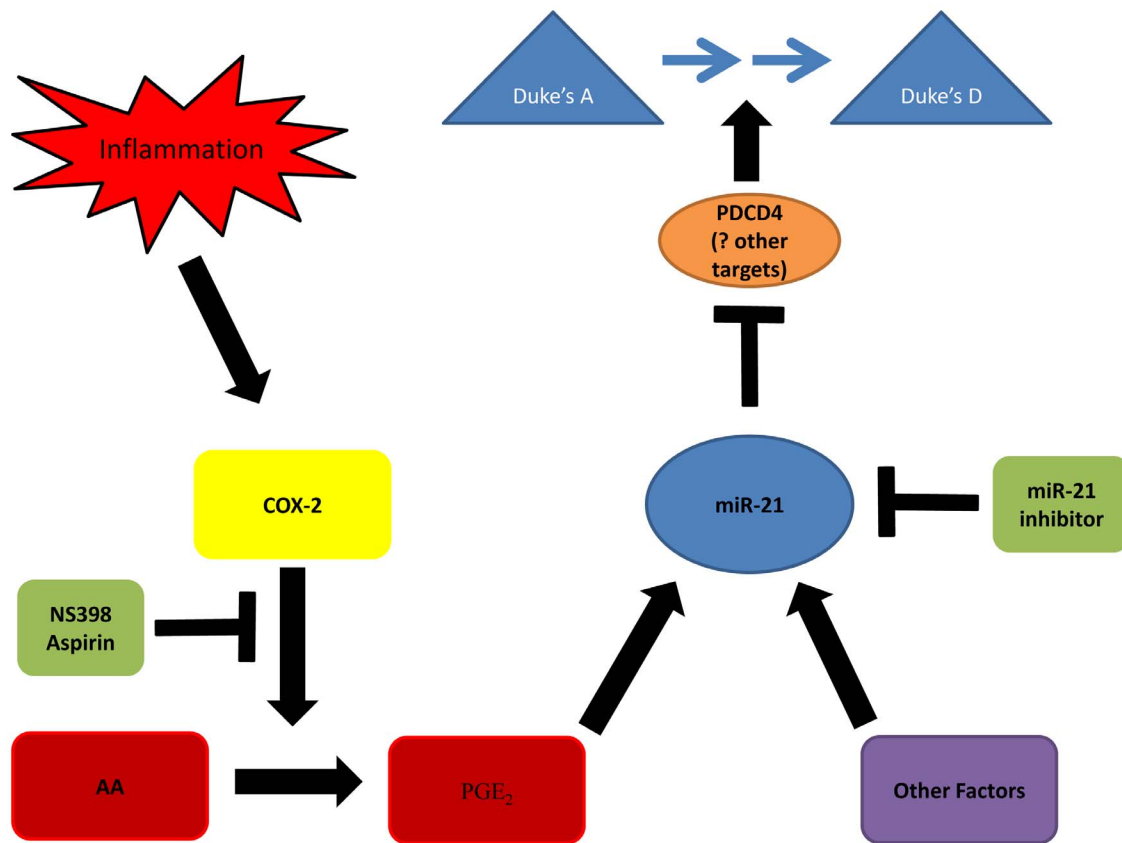 Duke's A
Duke's D
Inflammation
PDCD4
(? other
targets)
COX-2
miR-21
miR-21
inhibitor
NS398
Aspirin
AA
PGE₂
Other Factors